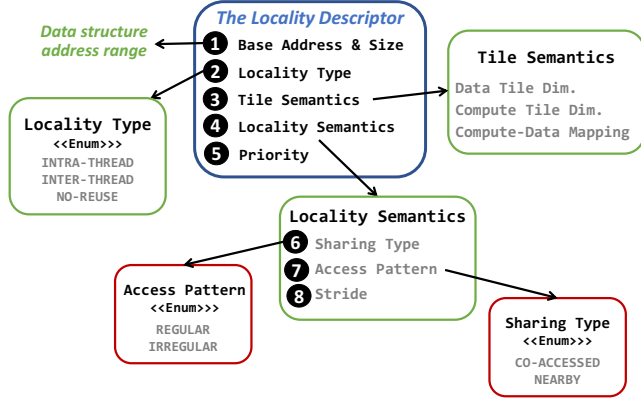 The Locality Descriptor
Data structure
address range
1 Base Address & Size
2 Locality Type
3 Tile Semantics
4 Locality Semantics
5 Priority
Tile Semantics
Data Tile Dim.
Compute Tile Dim.
Compute-Data Mapping
Locality Type
<<Enum>>>
INTRA-THREAD
INTER-THREAD
NO-REUSE
Locality Semantics
6 Sharing Type
7 Access Pattern
8 Stride
Access Pattern
<<Enum>>>
REGULAR
IRREGULAR
Sharing Type
<<Enum>>>
CO-ACCESSED
NEARBY